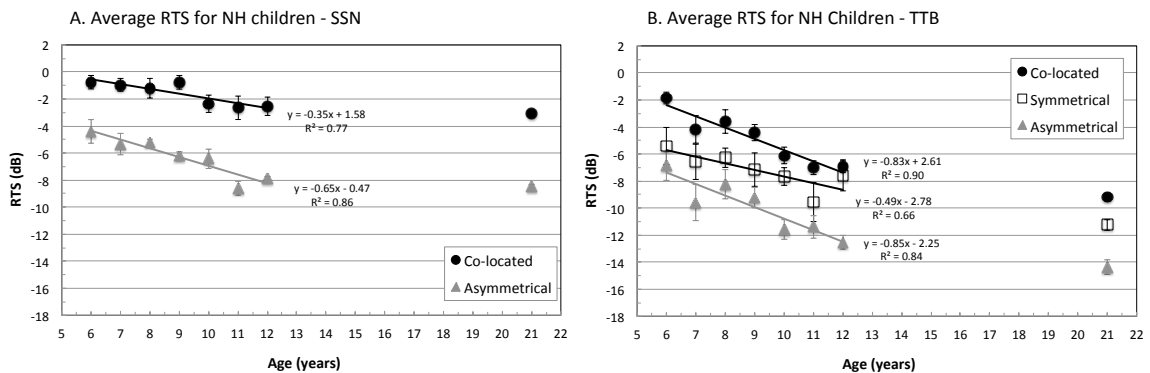 A. Average RTS for NH children - SSN
2
0
-2
-4
-6
-8
-10
-12
-14
-16
-18
RTS (dB)
y = -0.35x + 1.58
R² = 0.77
y = -0.65x - 0.47
R² = 0.86
Co-located
Asymmetrical
5 6 7 8 9 10 11 12 13 14 15 16 17 18 19 20 21 22
Age (years)
B. Average RTS for NH Children - TTB
2
0
-2
-4
-6
-8
-10
-12
-14
-16
-18
RTS (dB)
Co-located
Symmetrical
Asymmetrical
y = -0.83x + 2.61
R² = 0.90
y = -0.49x - 2.78
R² = 0.66
y = -0.85x - 2.25
R² = 0.84
5 6 7 8 9 10 11 12 13 14 15 16 17 18 19 20 21 22
Age (years)